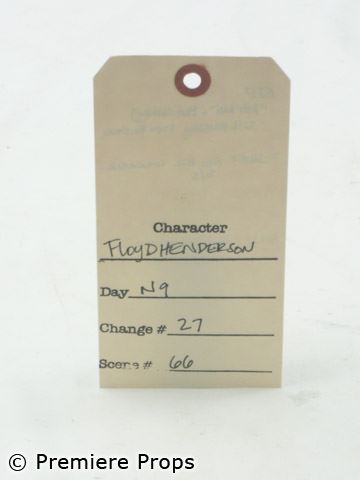 Character
FLOYD HENDERSON
Day N9
Change # 27
Scene # 66
© Premiere Props